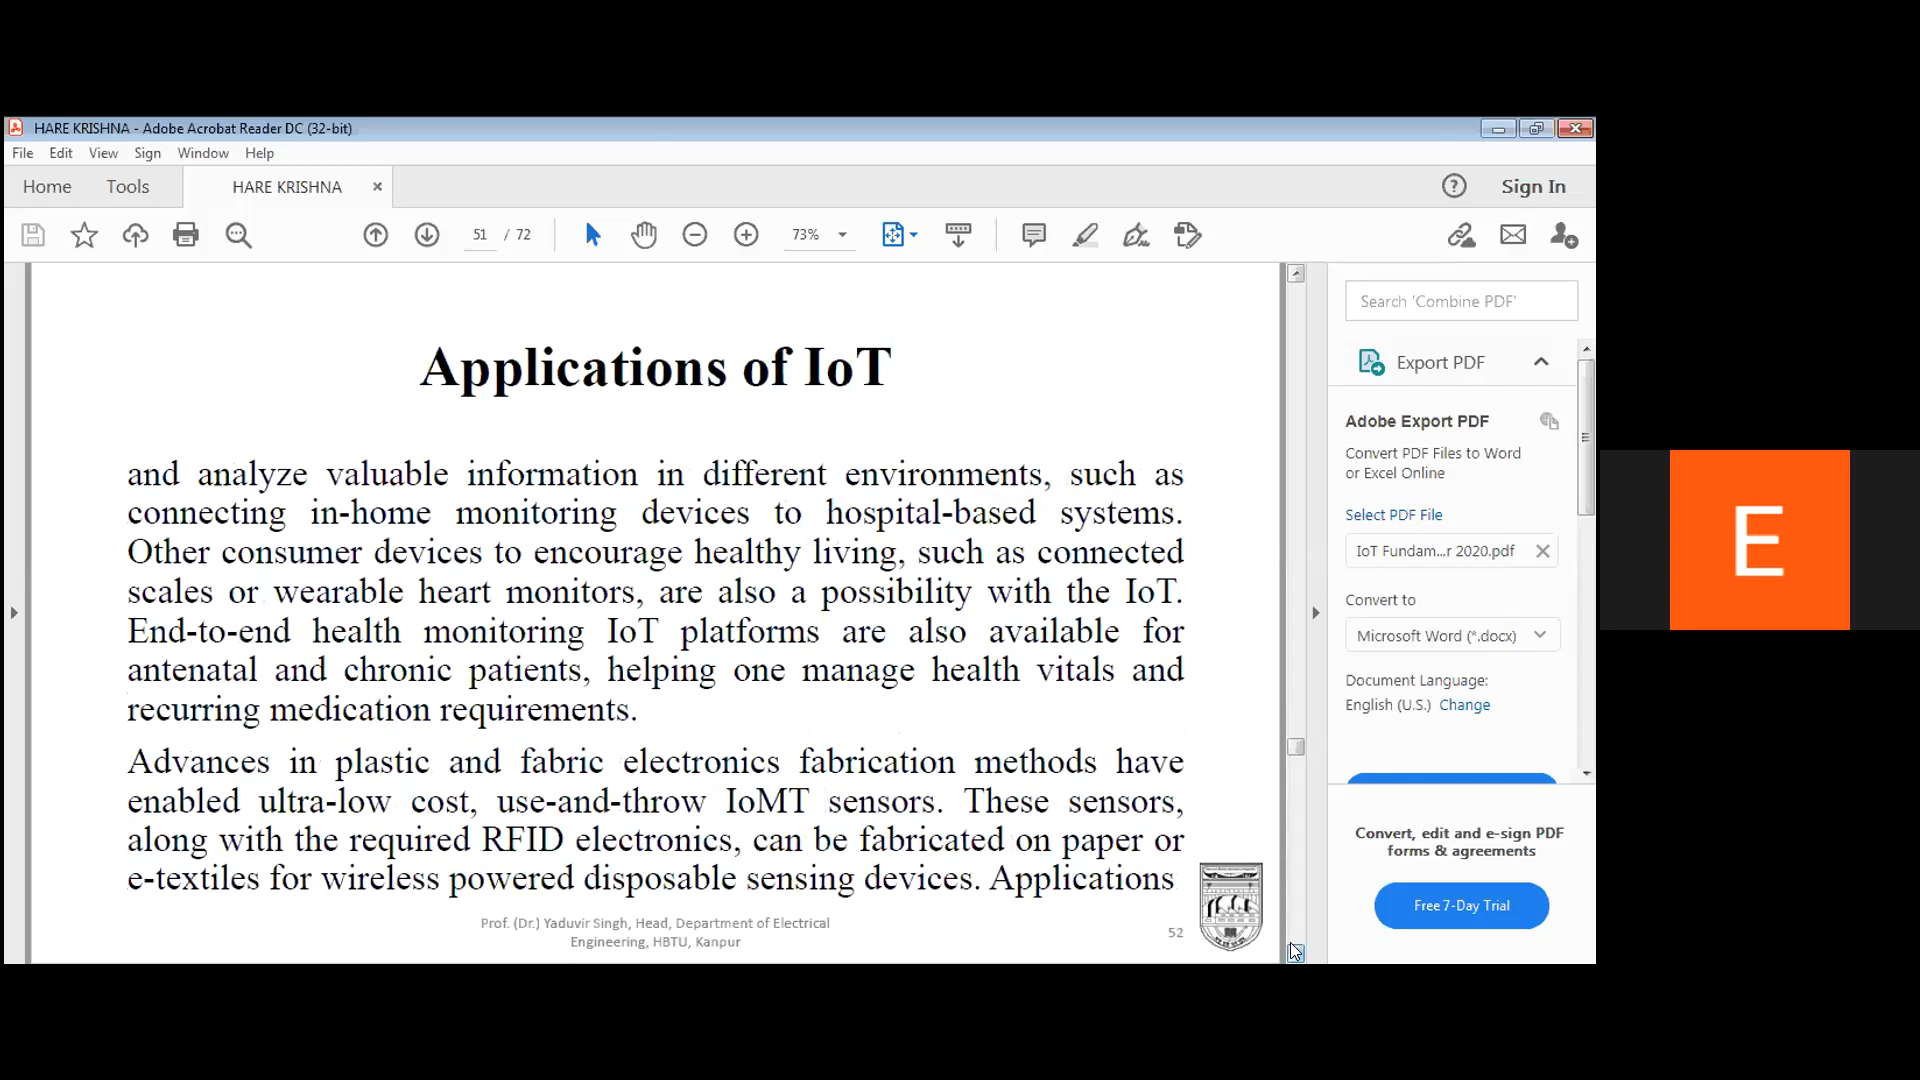 HARE KRISHNA - Adobe Acrobat Reader DC (32-bit)
File Edit View Sign Window Help
Home Tools HARE KRISHNA Sign In
51 / 72 73%
Search 'Combine PDF'
Export PDF
Adobe Export PDF
Convert PDF Files to Word
or Excel Online
Select PDF File
IoT Fundam...r 2020.pdf
Convert to
Microsoft Word (*.docx)
Document Language:
English (U.S.) Change
Convert, edit and e-sign PDF
forms & agreements
Free 7-Day Trial
Applications of IoT
and analyze valuable information in different environments, such as
connecting in-home monitoring devices to hospital-based systems.
Other consumer devices to encourage healthy living, such as connected
scales or wearable heart monitors, are also a possibility with the IoT.
End-to-end health monitoring IoT platforms are also available for
antenatal and chronic patients, helping one manage health vitals and
recurring medication requirements.
Advances in plastic and fabric electronics fabrication methods have
enabled ultra-low cost, use-and-throw IoMT sensors. These sensors,
along with the required RFID electronics, can be fabricated on paper or
e-textiles for wireless powered disposable sensing devices. Applications
Prof. (Dr.) Yaduvir Singh, Head, Department of Electrical
Engineering, HBTU, Kanpur
52
E